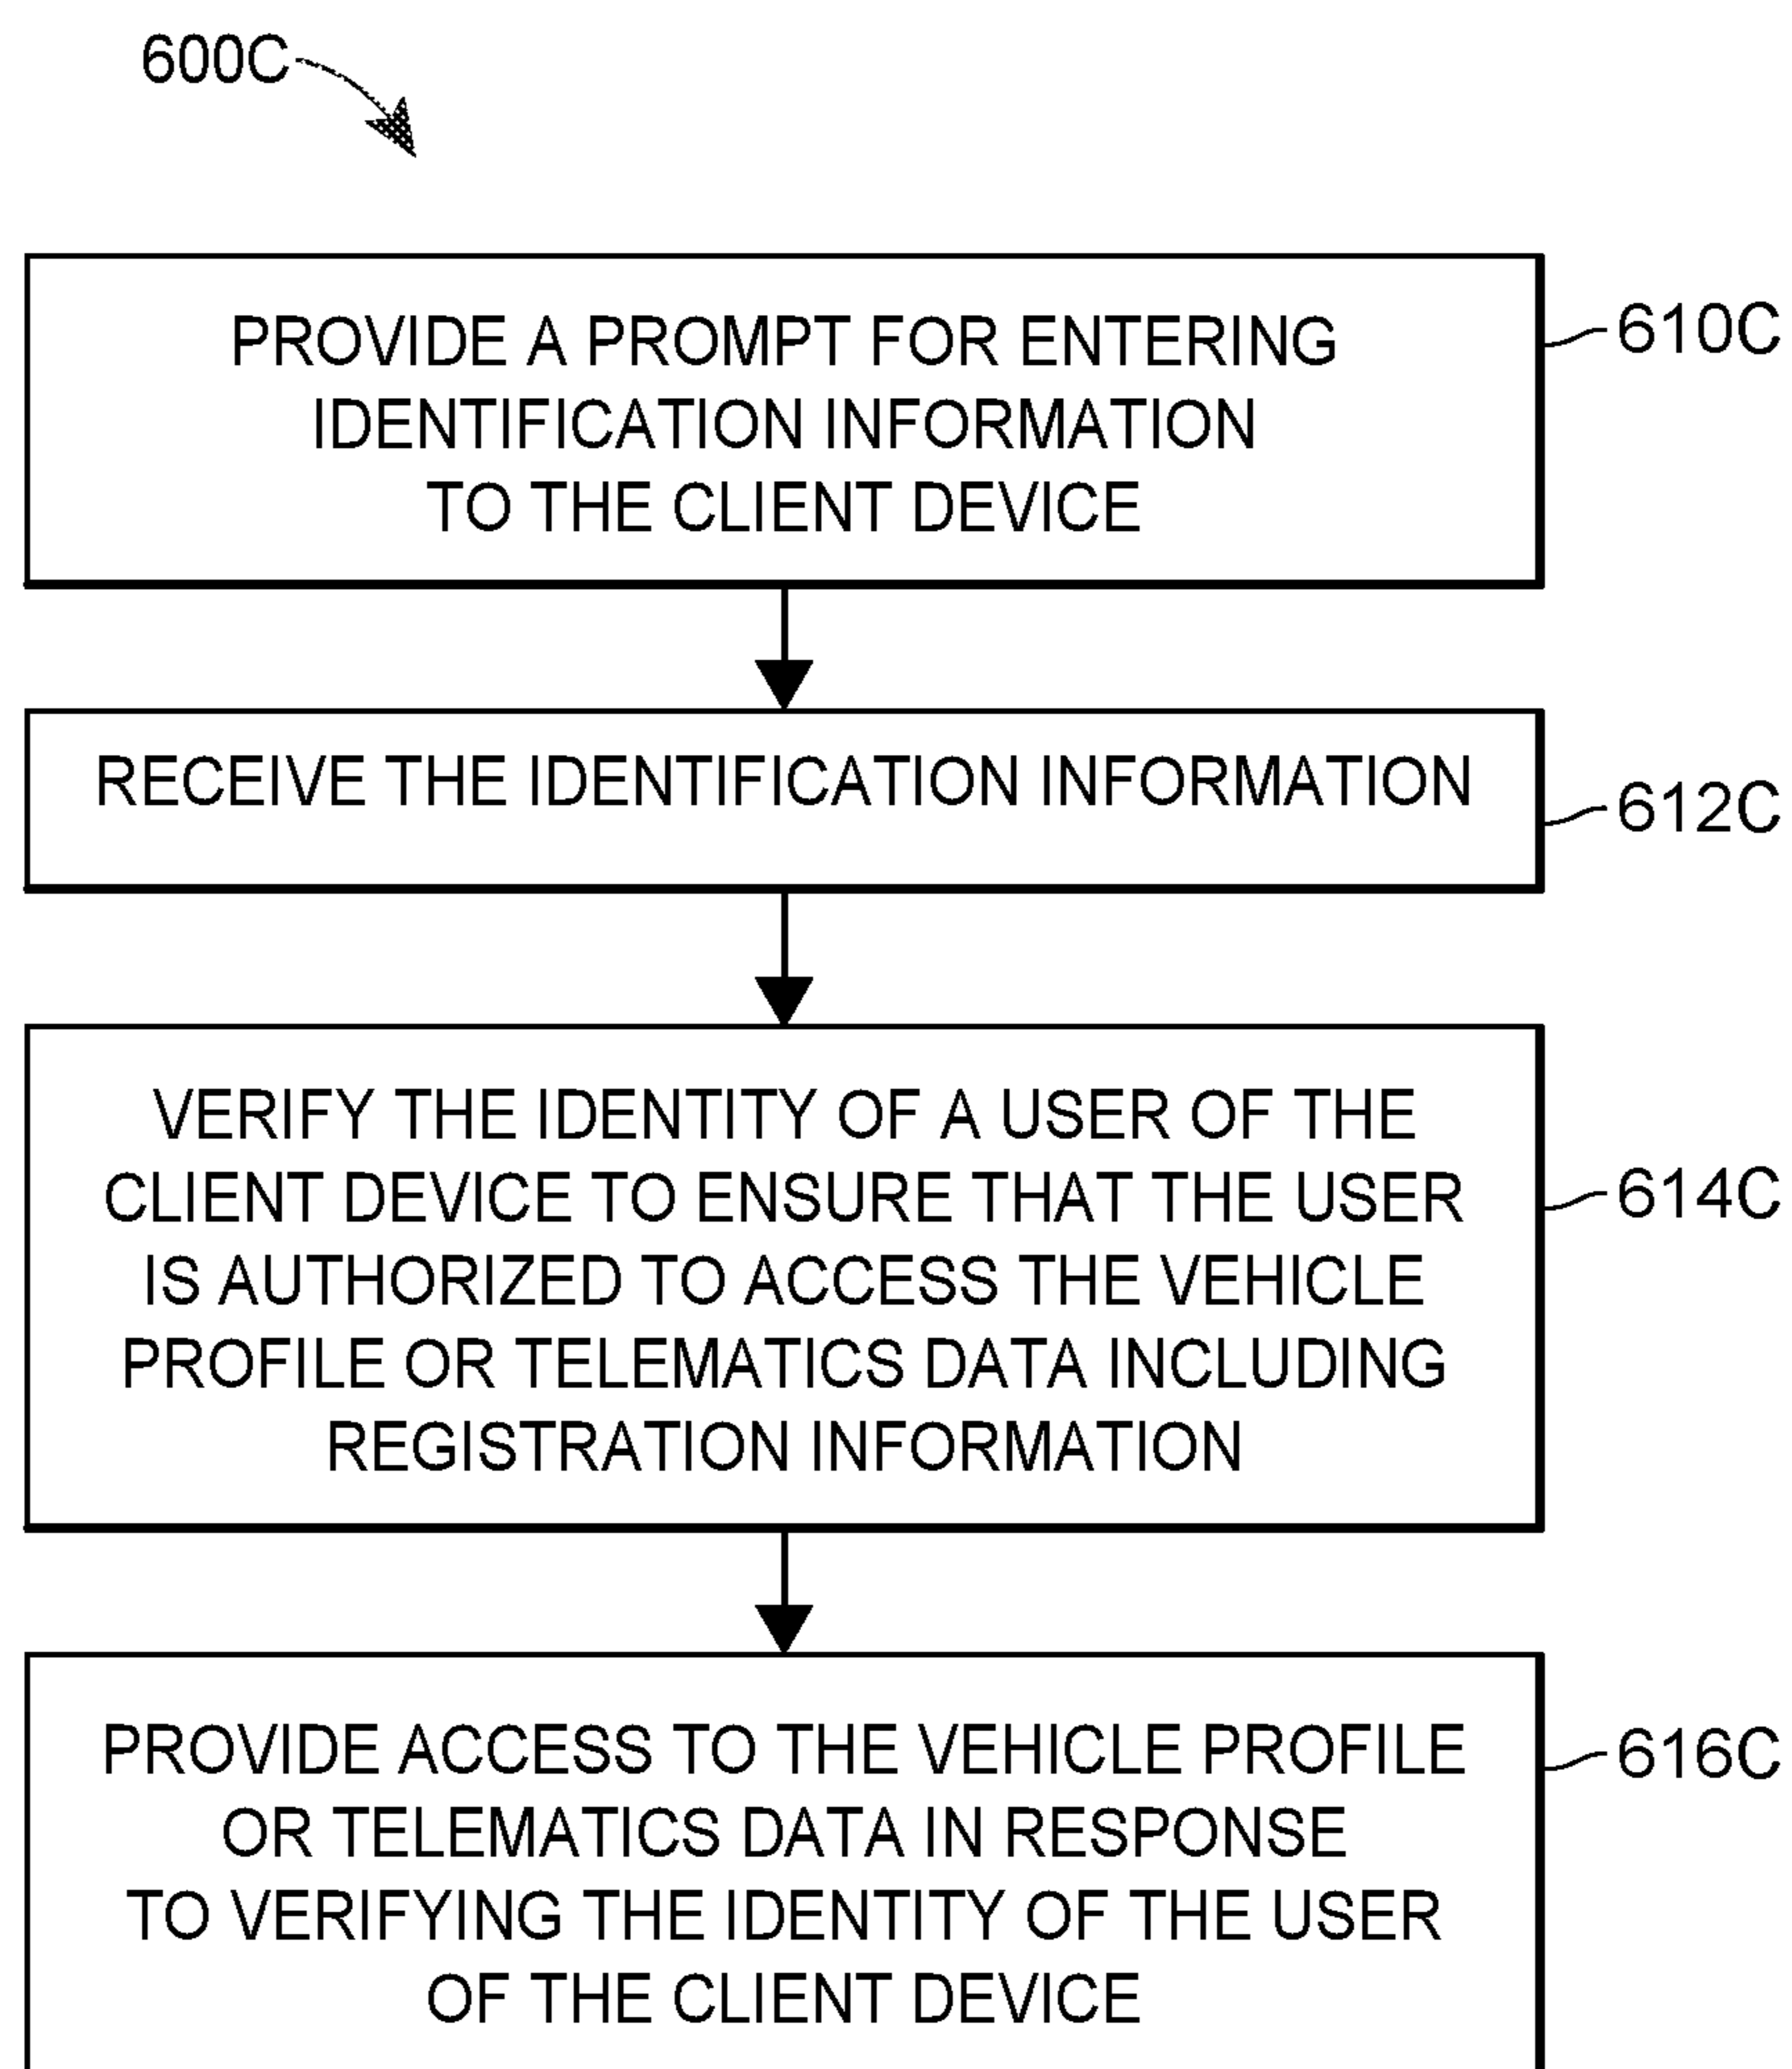 600C
PROVIDE A PROMPT FOR ENTERING
IDENTIFICATION INFORMATION
TO THE CLIENT DEVICE
610C
RECEIVE THE IDENTIFICATION INFORMATION
612C
VERIFY THE IDENTITY OF A USER OF THE
CLIENT DEVICE TO ENSURE THAT THE USER
IS AUTHORIZED TO ACCESS THE VEHICLE
PROFILE OR TELEMATICS DATA INCLUDING
REGISTRATION INFORMATION
614C
PROVIDE ACCESS TO THE VEHICLE PROFILE
OR TELEMATICS DATA IN RESPONSE
TO VERIFYING THE IDENTITY OF THE USER
OF THE CLIENT DEVICE
616C